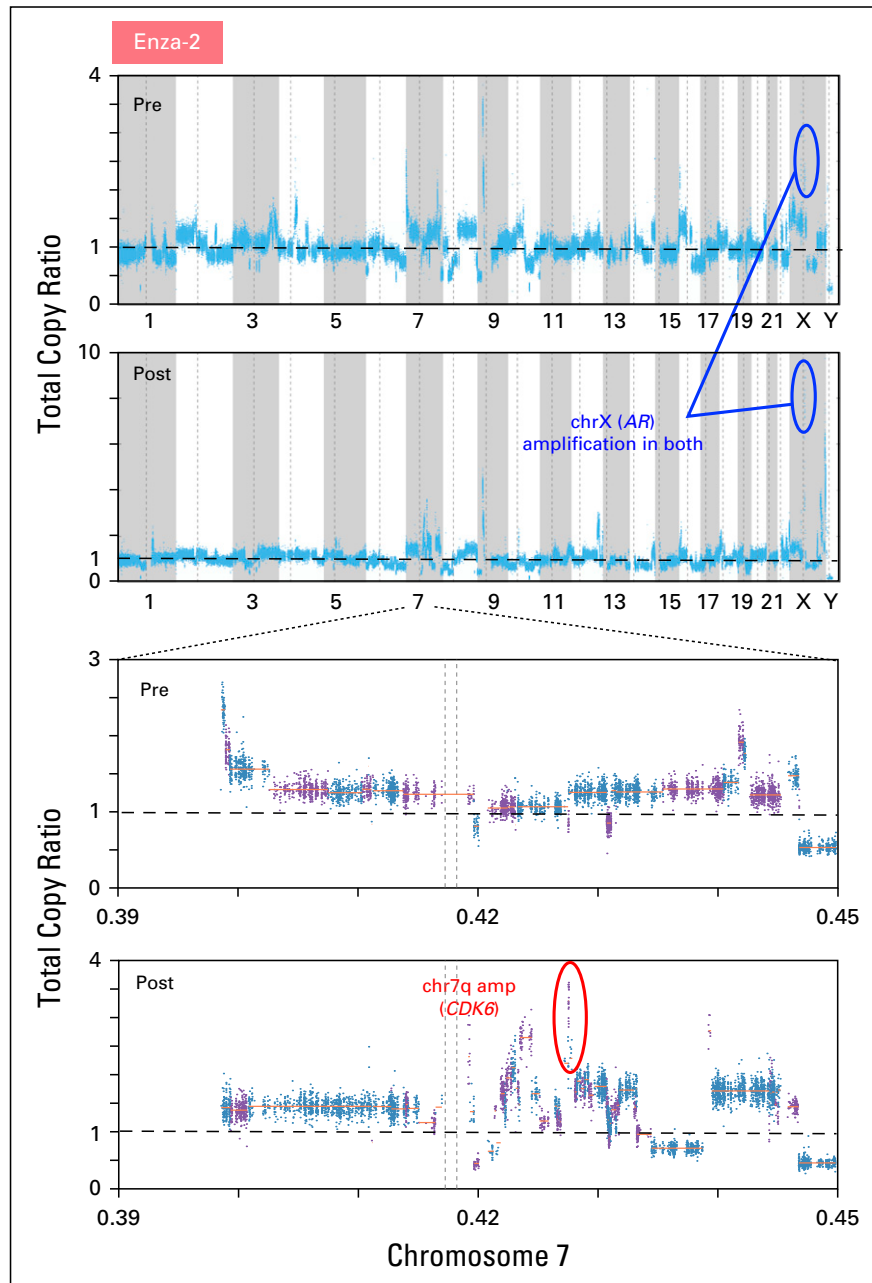 Enza-2
Total Copy Ratio
4
Pre
1
0
1 3 5 7 9 11 13 15 17 19 21 X Y
10
Post
chrX (AR)
amplification in both
1
0
1 3 5 7 9 11 13 15 17 19 21 X Y
Total Copy Ratio
3
Pre
1
0
0.39 0.42 0.45
4
Post
chr7q amp
(CDK6)
1
0
0.39 0.42 0.45
Chromosome 7